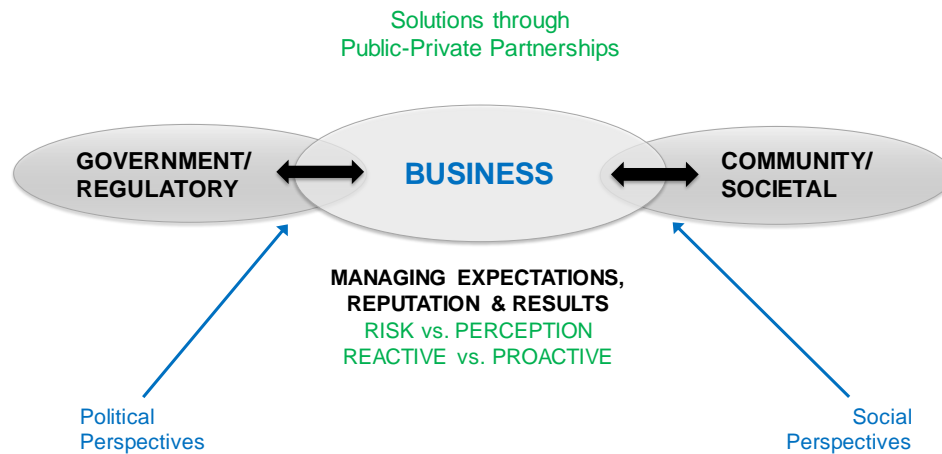 Solutions through
Public-Private Partnerships
GOVERNMENT/
REGULATORY
BUSINESS
COMMUNITY/
SOCIETAL
MANAGING EXPECTATIONS,
REPUTATION & RESULTS
RISK vs. PERCEPTION
REACTIVE vs. PROACTIVE
Political
Perspectives
Social
Perspectives